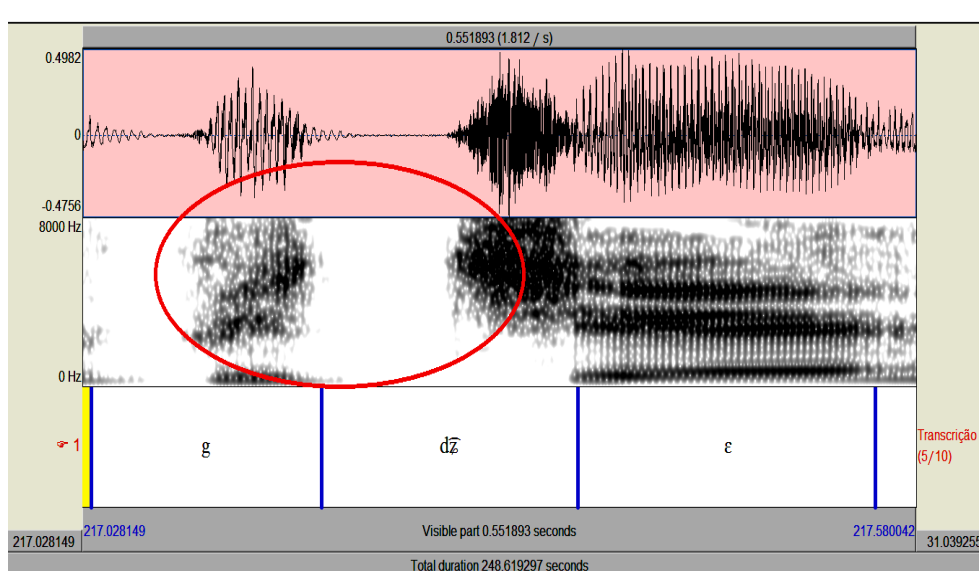 0.551893 (1.812 / s)
0.4982
0
-0.4756
8000 Hz
0 Hz
☞ 1
g
d͡ʑ
ɛ
Transcrição
(5/10)
217.028149
217.028149
Visible part 0.551893 seconds
217.580042
31.039255
Total duration 248.619297 seconds